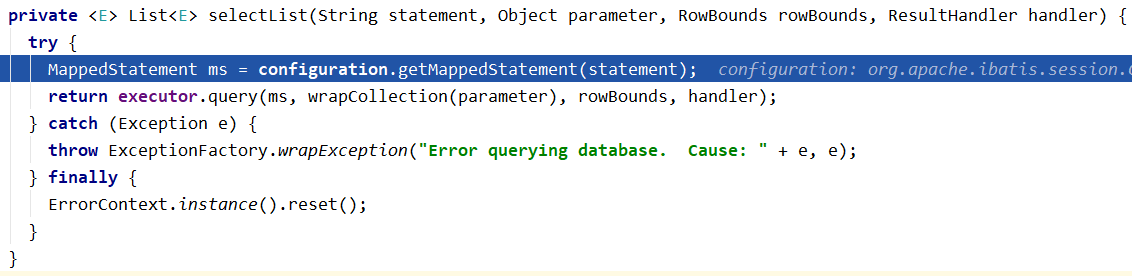 private <E> List<E> selectList(String statement, Object parameter, RowBounds rowBounds, ResultHandler handler) {
try {
MappedStatement ms = configuration.getMappedStatement(statement); configuration: org.apache.ibatis.session.
return executor.query(ms, wrapCollection(parameter), rowBounds, handler);
} catch (Exception e) {
throw ExceptionFactory.wrapException("Error querying database.  Cause: " + e, e);
} finally {
ErrorContext.instance().reset();
}
}